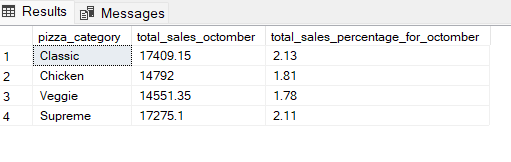 Results Messages
pizza_category total_sales_octomber total_sales_percentage_for_octomber
1 Classic 17409.15 2.13
2 Chicken 14792 1.81
3 Veggie 14551.35 1.78
4 Supreme 17275.1 2.11